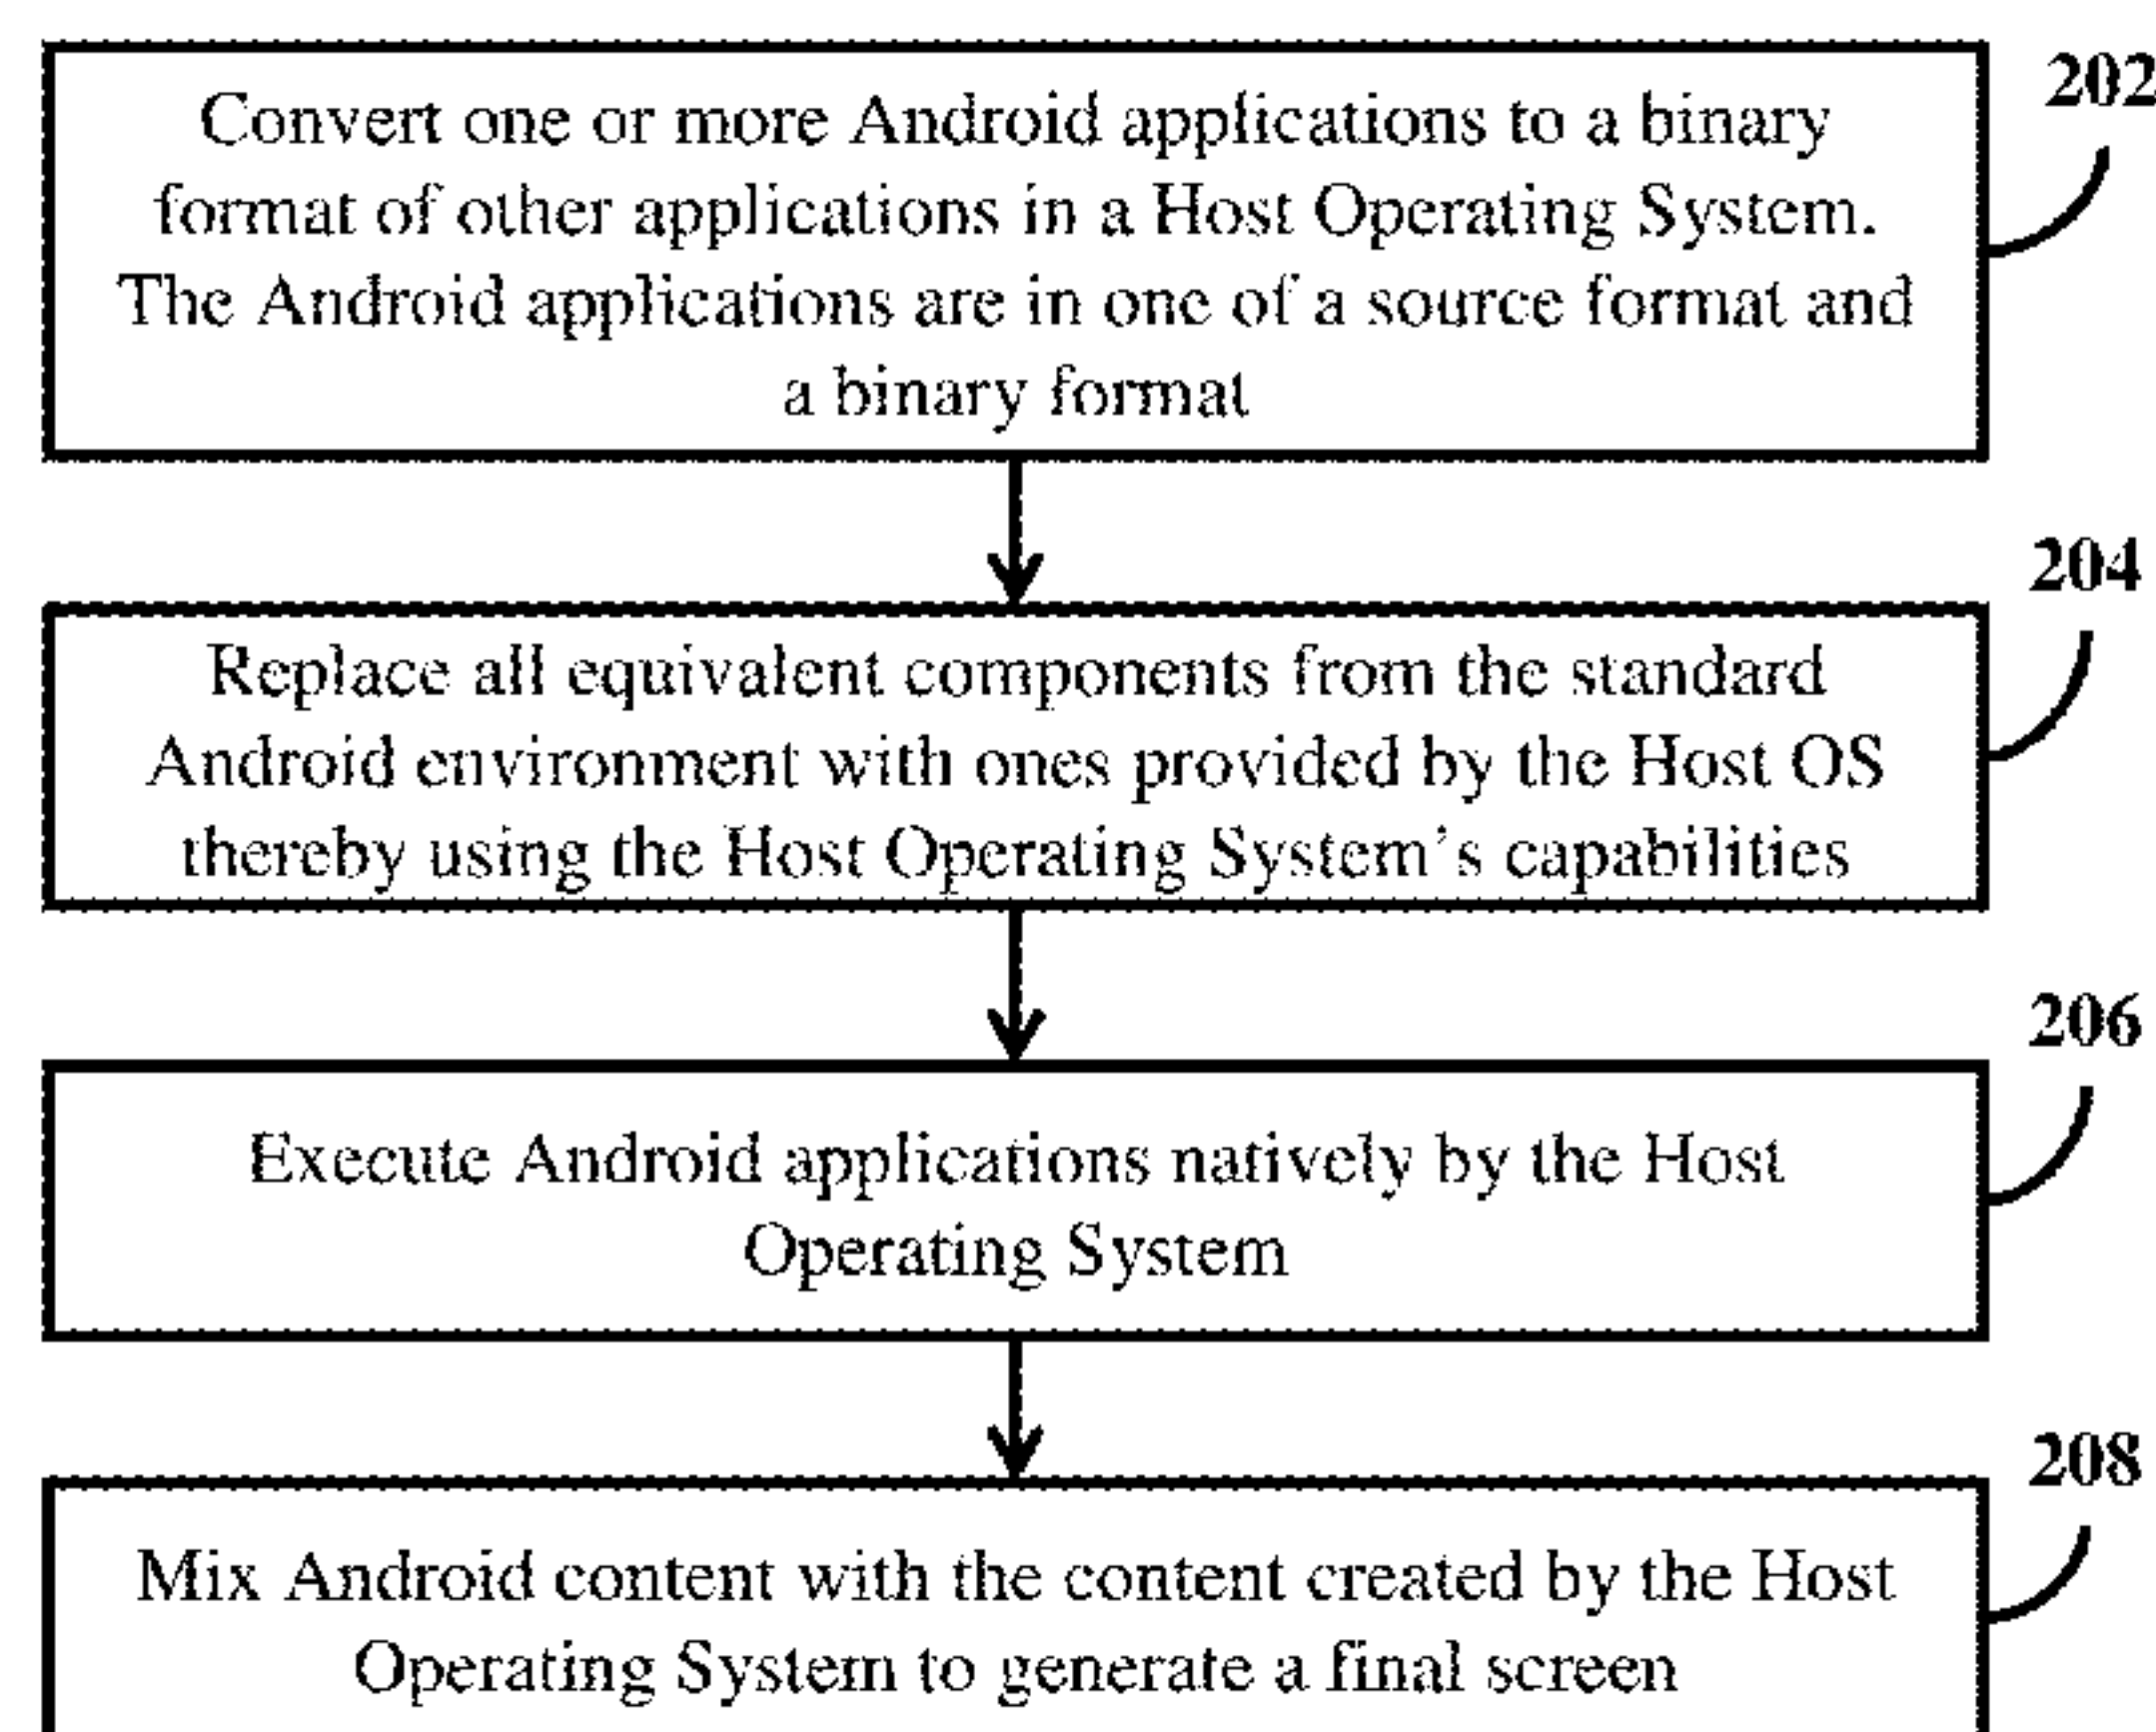 202
Convert one or more Android applications to a binary
format of other applications in a Host Operating System.
The Android applications are in one of a source format and
a binary format
204
Replace all equivalent components from the standard
Android environment with ones provided by the Host OS
thereby using the Host Operating System's capabilities
206
Execute Android applications natively by the Host
Operating System
208
Mix Android content with the content created by the Host
Operating System to generate a final screen